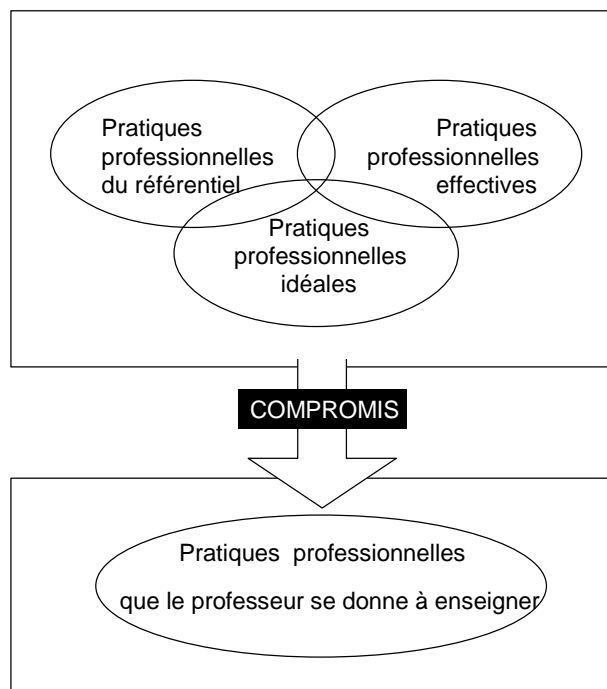 Pratiques
professionnelles
du référentiel
Pratiques
professionnelles
effectives
Pratiques
professionnelles
idéales
COMPROMIS
Pratiques professionnelles
que le professeur se donne à enseigner